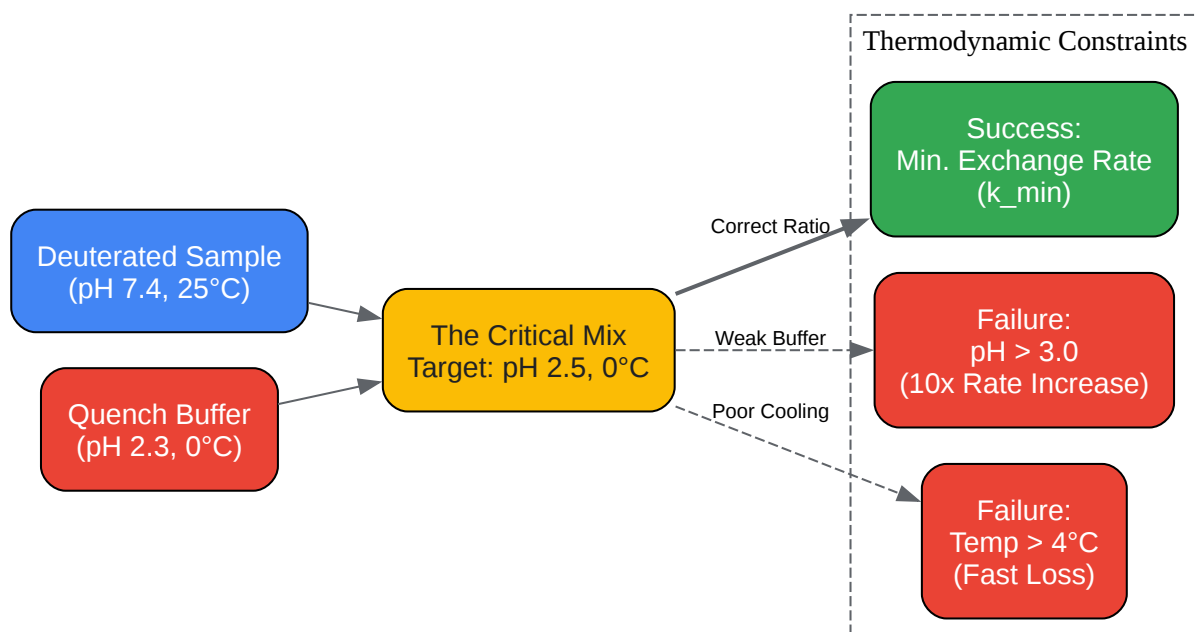 Thermodynamic Constraints
Success:
Min. Exchange Rate
(k_min)
Correct Ratio
Deuterated Sample
(pH 7.4, 25°C)
The Critical Mix
Target: pH 2.5, 0°C
Weak Buffer
Failure:
pH > 3.0
(10x Rate Increase)
Quench Buffer
(pH 2.3, 0°C)
Poor Cooling
Failure:
Temp > 4°C
(Fast Loss)